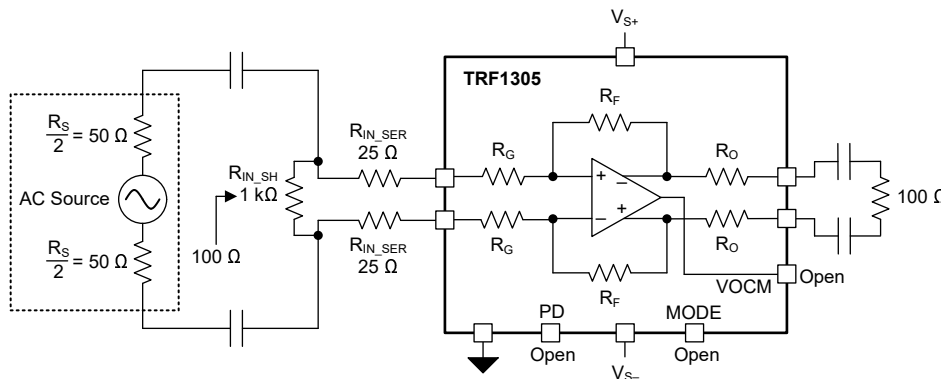 VS+
TRF1305
RF
RS/2 = 50 Ω
RIN_SER
25 Ω
RG
RO
RIN_SH
1 kΩ
AC Source
100 Ω
+
−
−
+
100 Ω
RS/2 = 50 Ω
RIN_SER
25 Ω
RG
RO
RF
VOCM
Open
PD
MODE
Open
Open
VS−